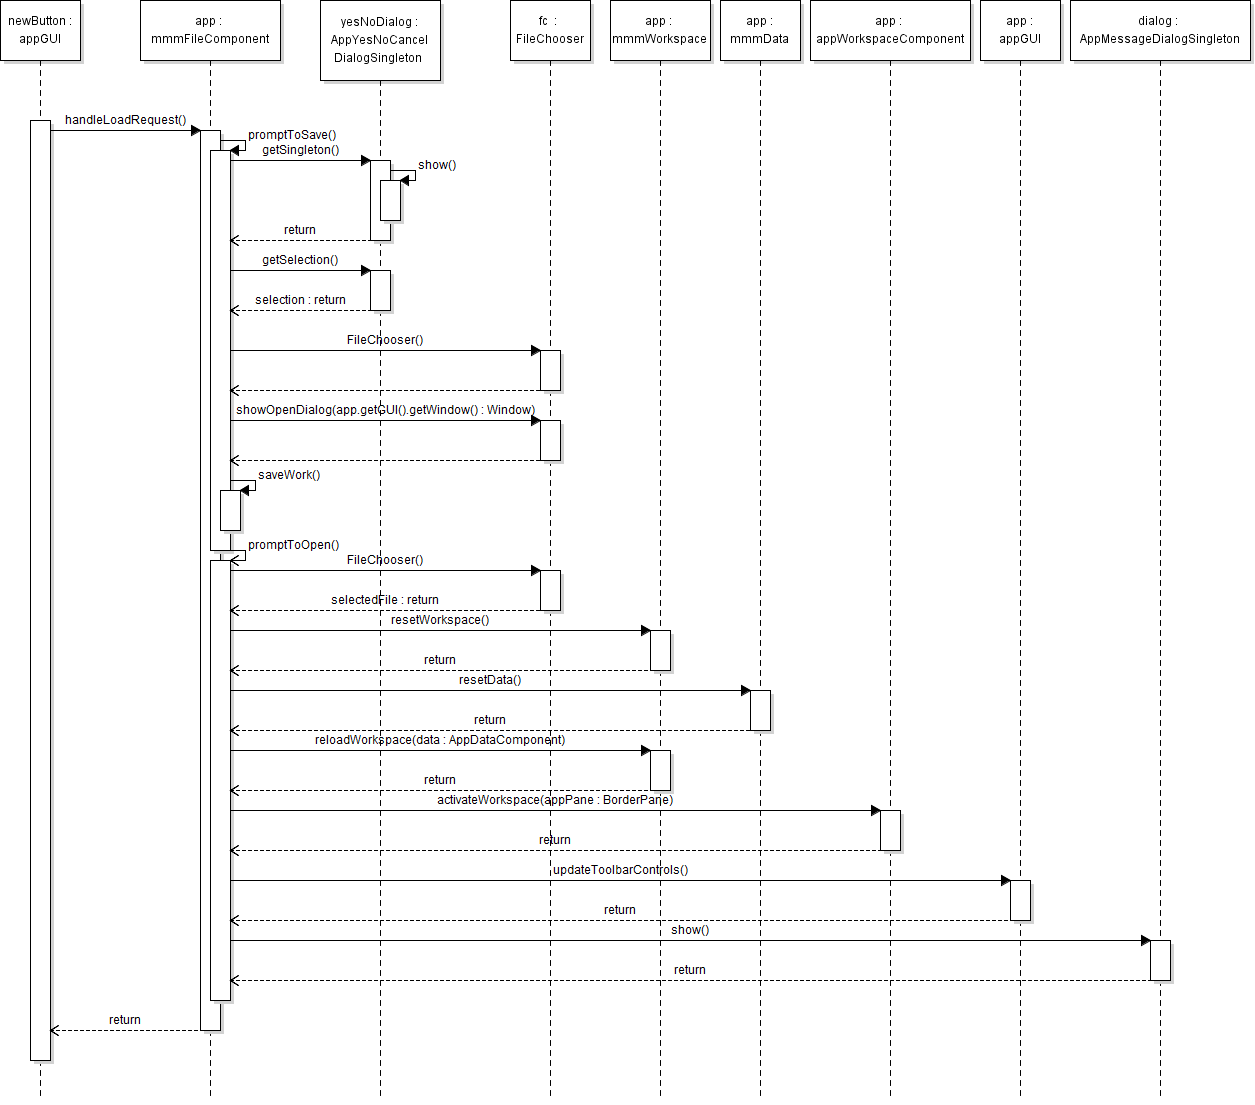 newButton :
appGUI
app :
mmmFileComponent
yesNoDialog :
AppYesNoCancel
DialogSingleton
fc :
FileChooser
app :
mmmWorkspace
app :
mmmData
app :
appWorkspaceComponent
app :
appGUI
dialog :
AppMessageDialogSingleton
handleLoadRequest()
promptToSave()
getSingleton()
show()
return
getSelection()
selection : return
FileChooser()
showOpenDialog(app.getGUI().getWindow() : Window)
saveWork()
promptToOpen()
FileChooser()
selectedFile : return
resetWorkspace()
return
resetData()
return
reloadWorkspace(data : AppDataComponent)
return
activateWorkspace(appPane : BorderPane)
return
updateToolbarControls()
return
show()
return
return